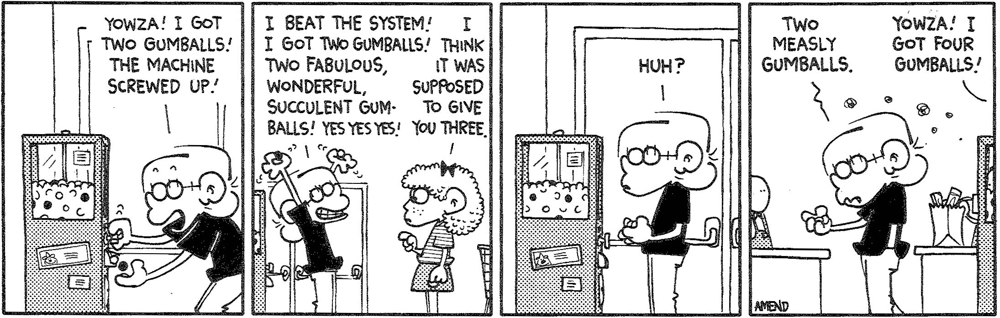 YOWZA! I GOT
TWO GUMBALLS!
THE MACHINE
SCREWED UP!
I BEAT THE SYSTEM!
I GOT TWO GUMBALLS!
TWO FABULOUS,
WONDERFUL,
SUCCULENT GUM-
BALLS! YES YES YES!
I
THINK
IT WAS
SUPPOSED
TO GIVE
YOU THREE.
HUH?
TWO
MEASLY
GUMBALLS.
YOWZA! I
GOT FOUR
GUMBALLS!
AMEND